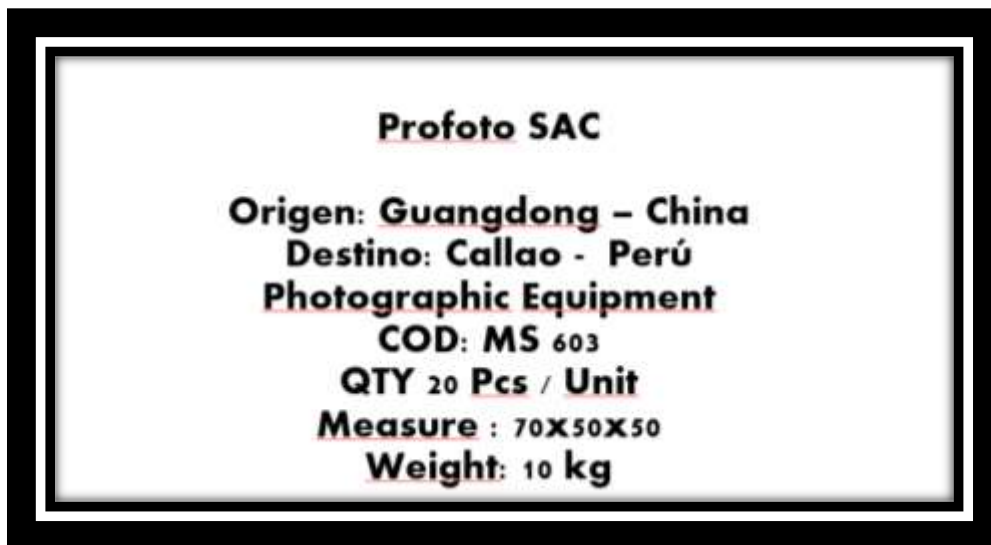 Profoto SAC
Origen: Guangdong – China
Destino: Callao - Perú
Photographic Equipment
COD: MS 603
QTY 20 Pcs / Unit
Measure : 70x50x50
Weight: 10 kg